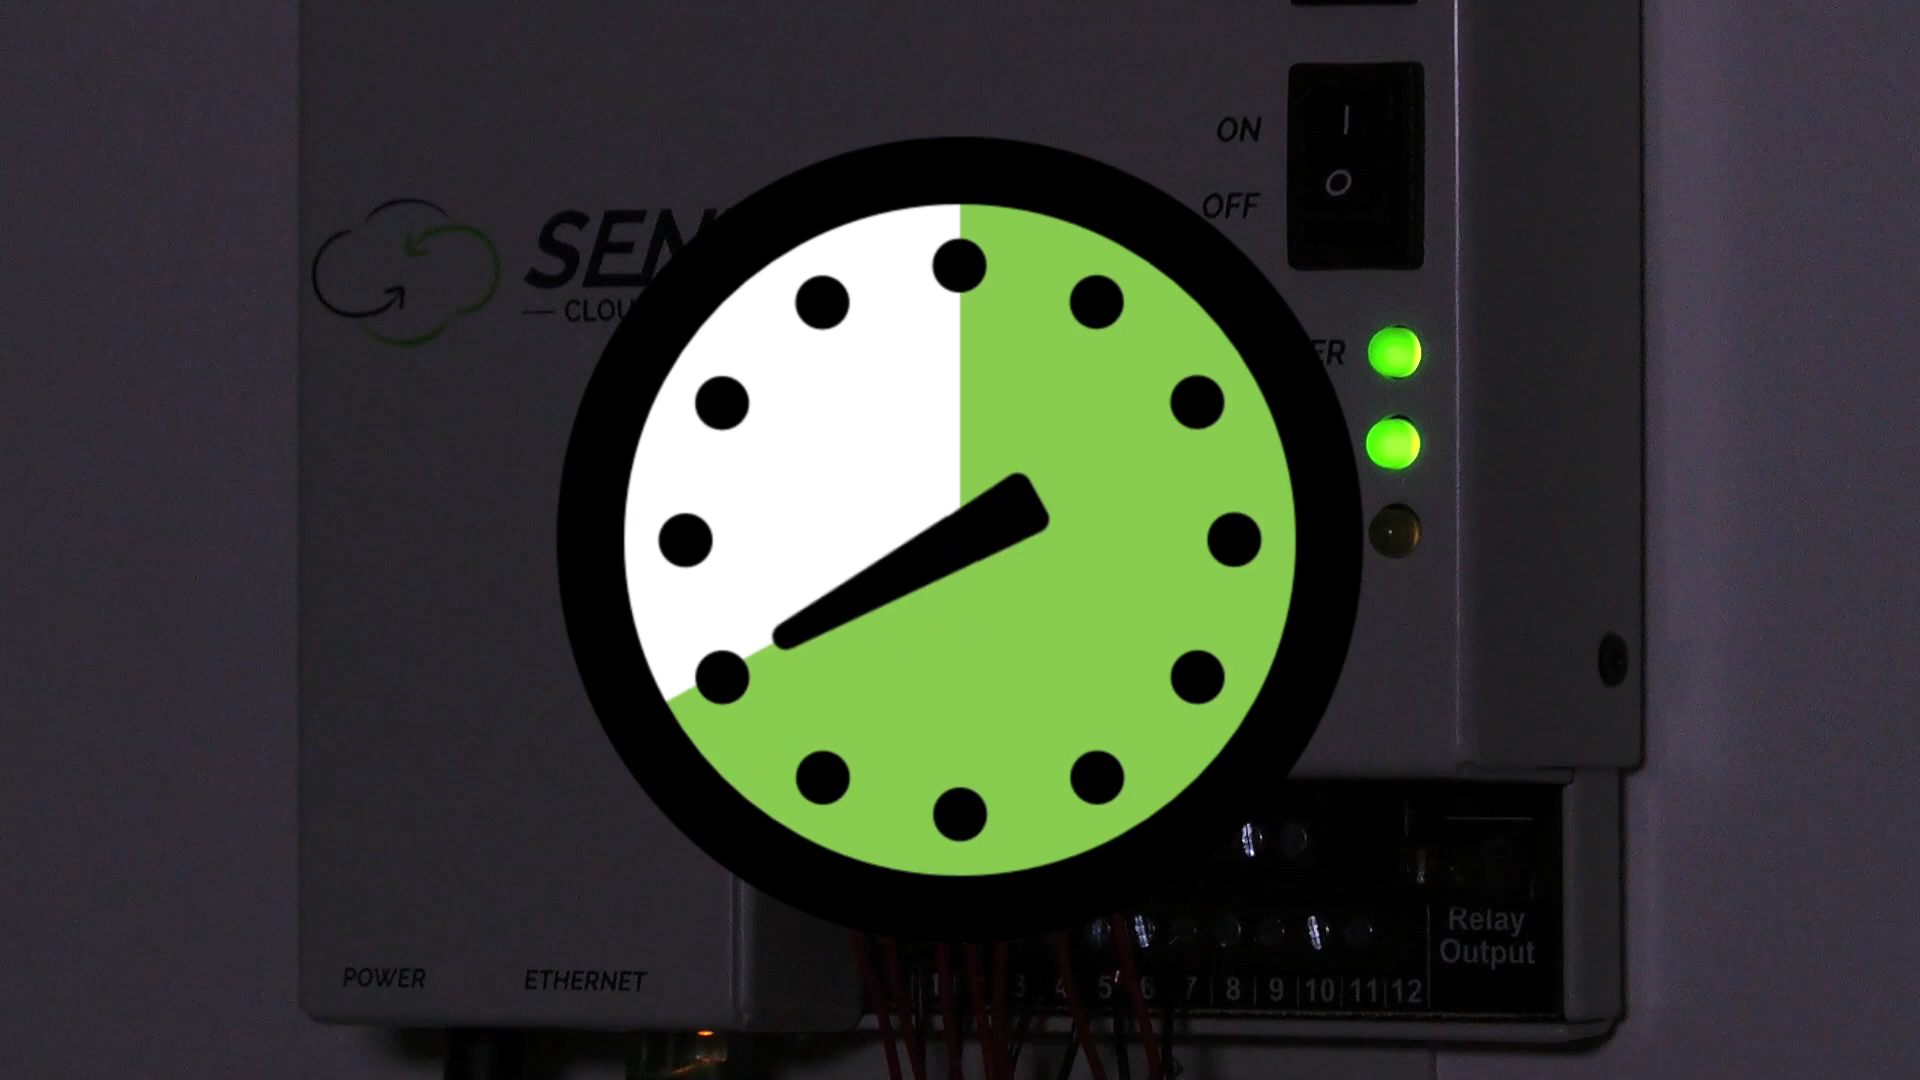 ON
OFF
SEN
CLOU
ER
Relay
Output
1 3 4 5 6 7 8 9 10 11 12
POWER
ETHERNET